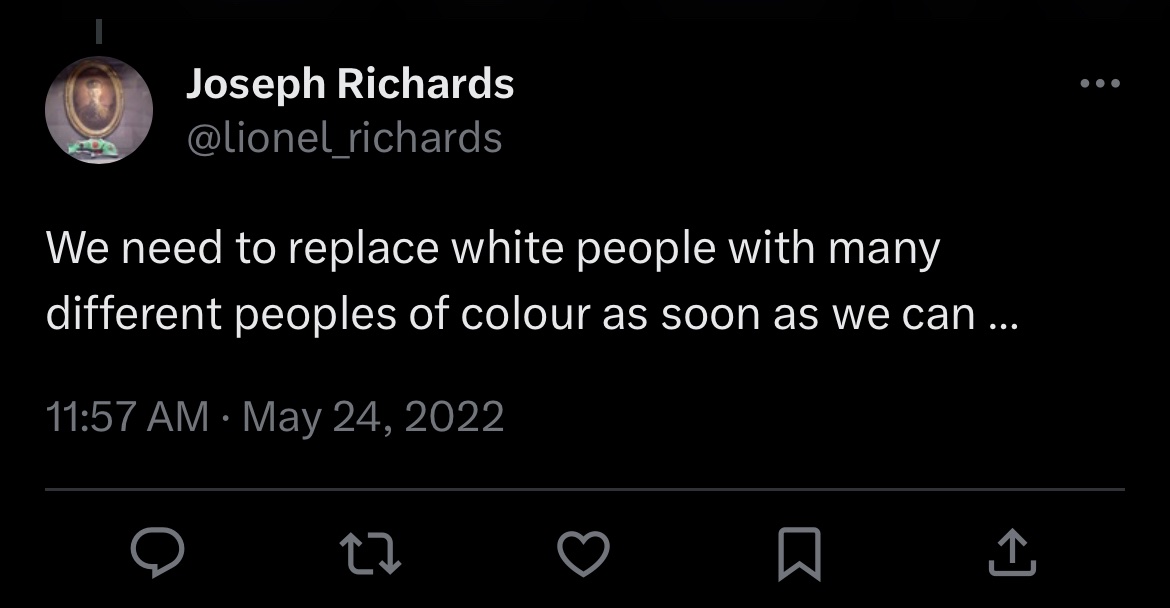 Joseph Richards
@lionel_richards
We need to replace white people with many
different peoples of colour as soon as we can ...
11:57 AM · May 24, 2022